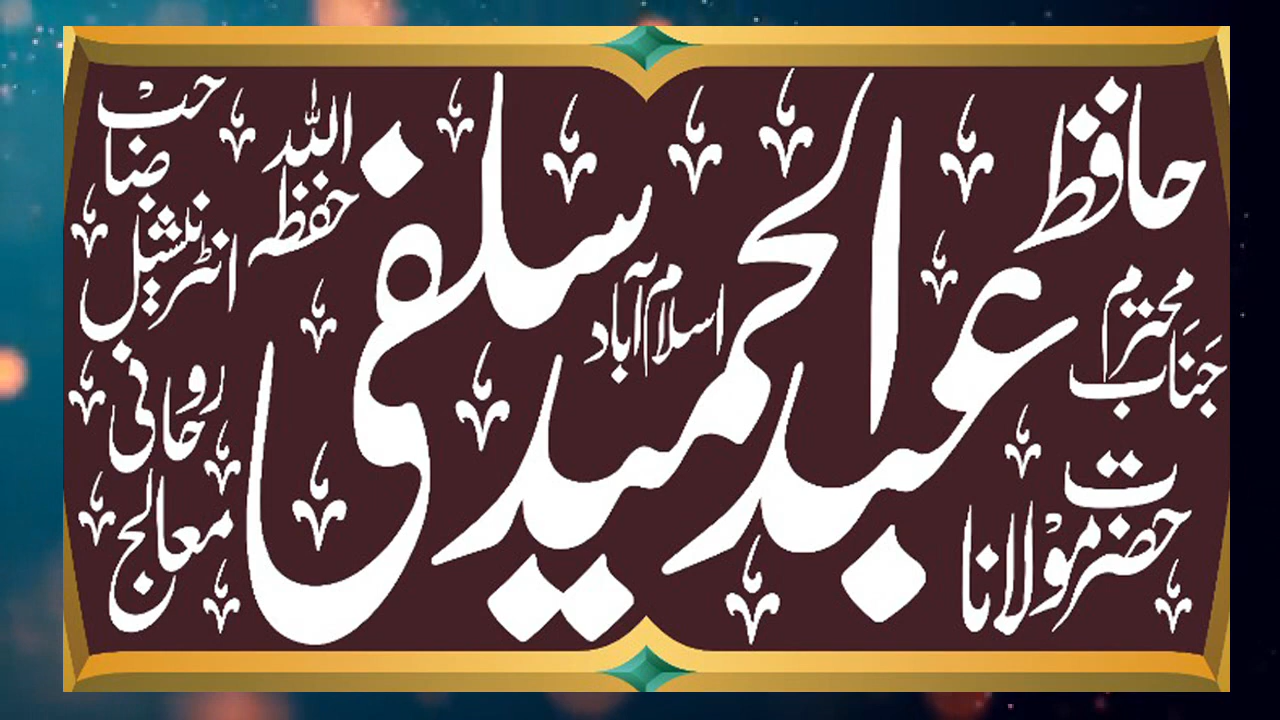 حضرت مولانا
جناب محترم
حافظ
عبدالحمید سلفی
اسلام آباد
حفظہ اللہ
صاحب
انٹرنیشنل
روحانی
معالج